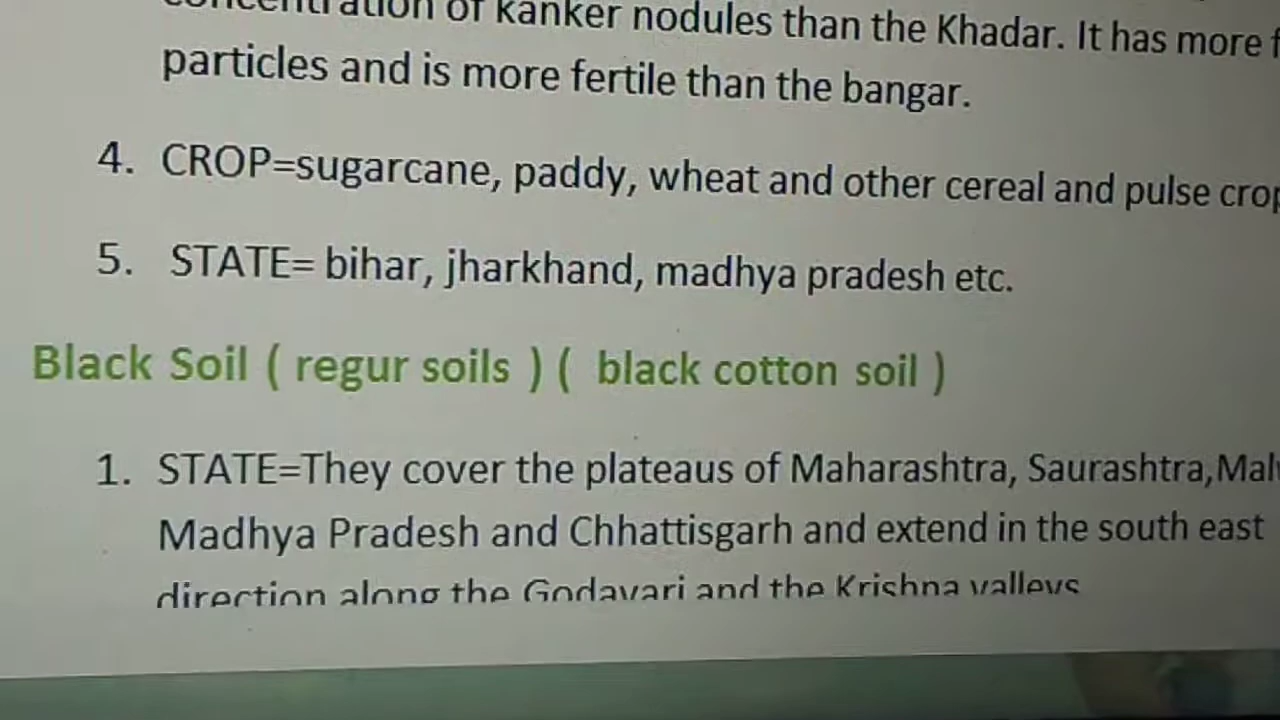 concentration of kanker nodules than the Khadar. It has more
particles and is more fertile than the bangar.
4. CROP=sugarcane, paddy, wheat and other cereal and pulse
5. STATE= bihar, jharkhand, madhya pradesh etc.
Black Soil ( regur soils ) ( black cotton soil )
1. STATE=They cover the plateaus of Maharashtra, Saurashtra,
Madhya Pradesh and Chhattisgarh and extend in the south east
direction along the Godavari and the Krishna valleys